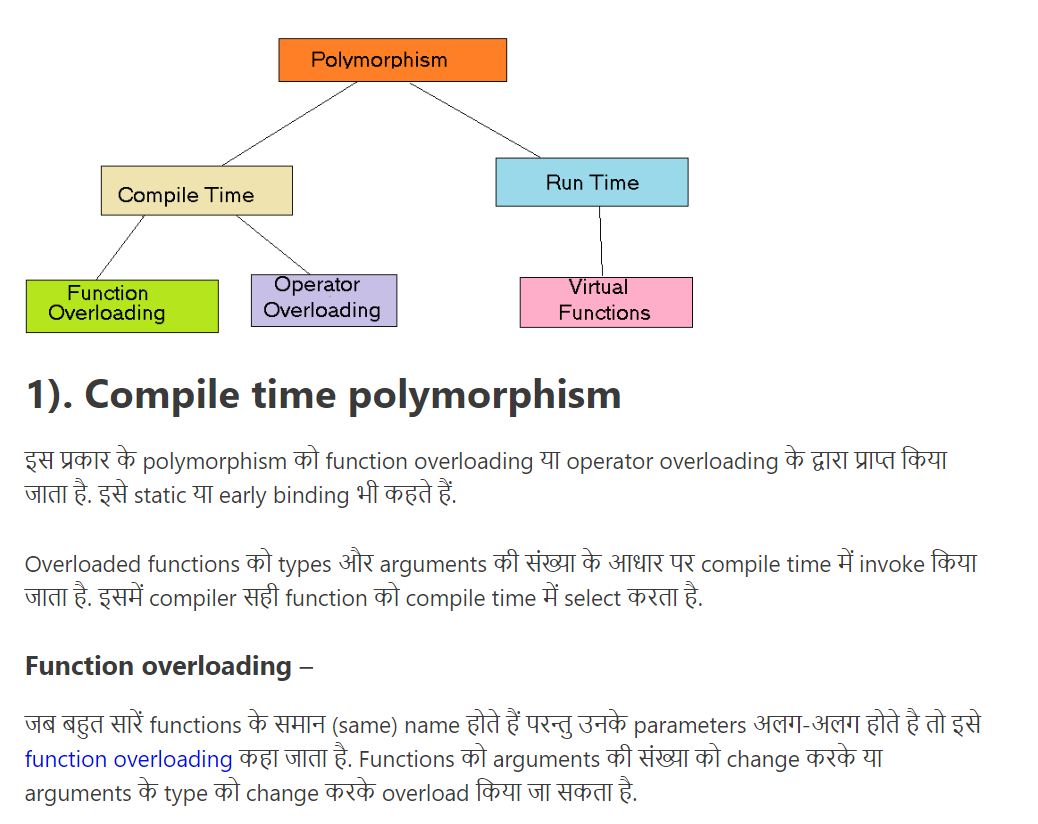 Polymorphism
Compile Time
Run Time
Function
Overloading
Operator
Overloading
Virtual
Functions
1). Compile time polymorphism
इस प्रकार के polymorphism को function overloading या operator overloading के द्वारा प्राप्त किया
जाता है. इसे static या early binding भी कहते हैं.
Overloaded functions को types और arguments की संख्या के आधार पर compile time में invoke किया
जाता है. इसमें compiler सही function को compile time में select करता है.
Function overloading –
जब बहुत सारें functions के समान (same) name होते हैं परन्तु उनके parameters अलग-अलग होते है तो इसे
function overloading कहा जाता है. Functions को arguments की संख्या को change करके या
arguments के type को change करके overload किया जा सकता है.